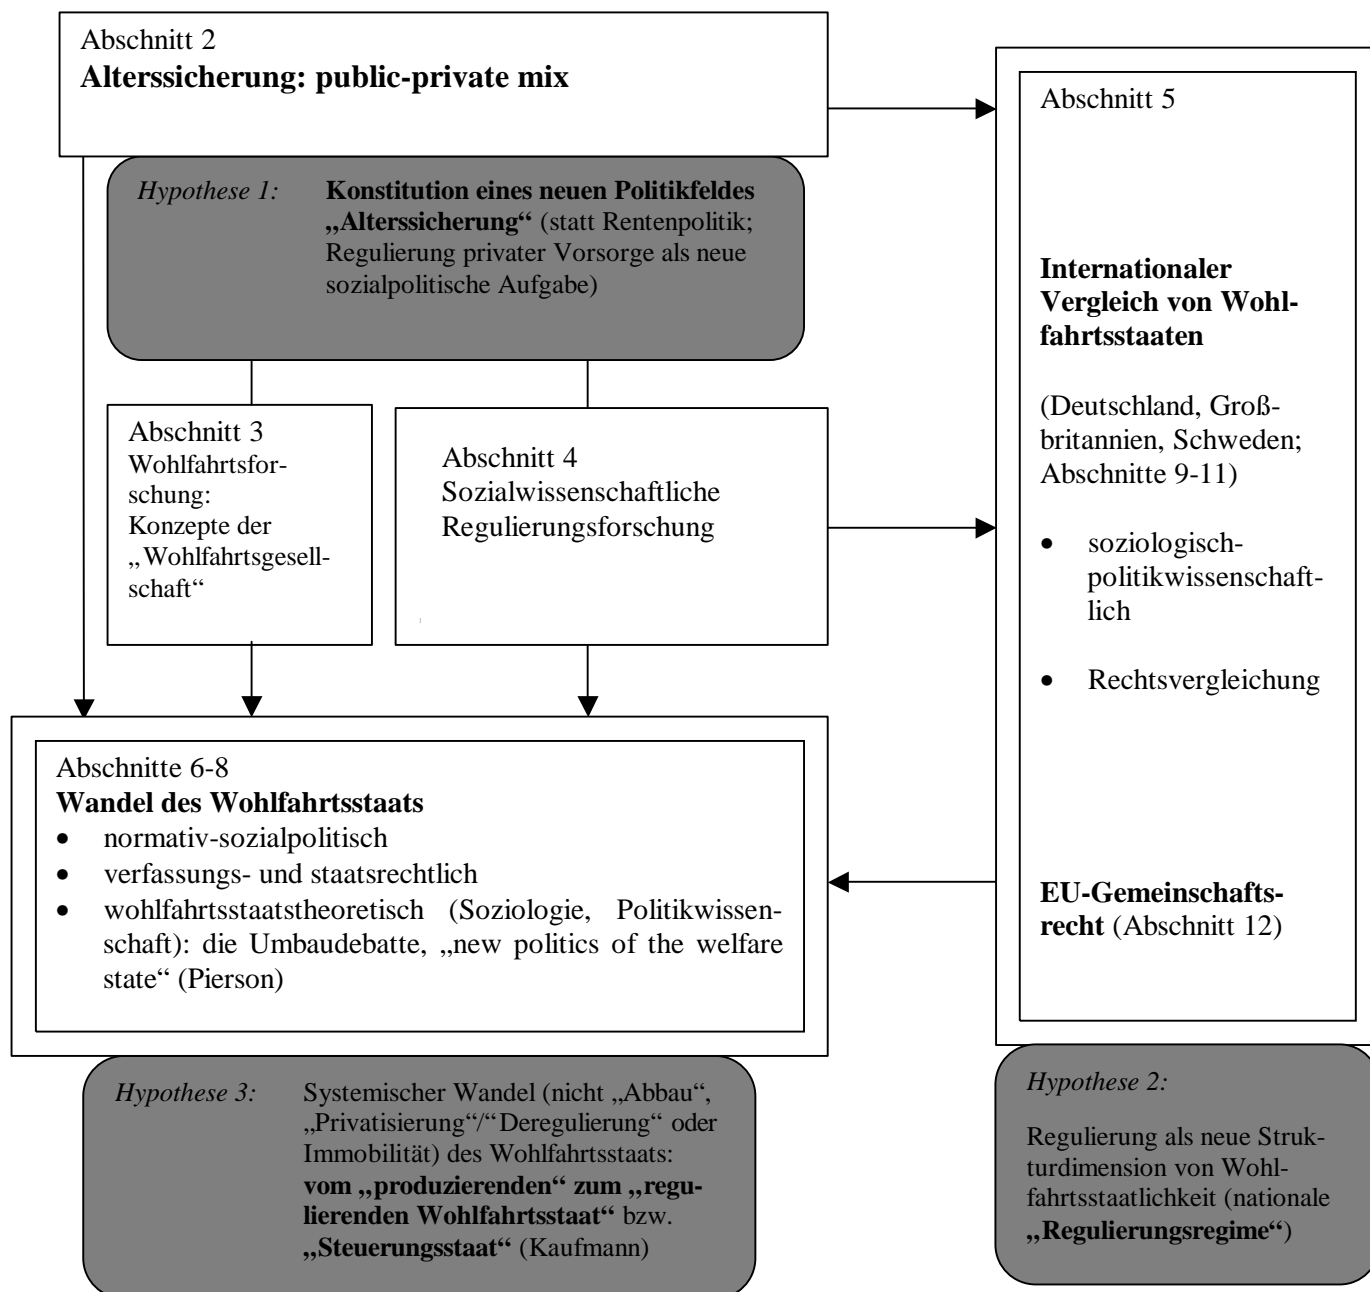 Abschnitt 2
Alterssicherung: public-private mix
Hypothese 1: Konstitution eines neuen Politikfeldes
„Alterssicherung“ (statt Rentenpolitik;
Regulierung privater Vorsorge als neue
sozialpolitische Aufgabe)
Abschnitt 3
Wohlfahrtsfor-
schung:
Konzepte der
„Wohlfahrtsgesell-
schaft“
Abschnitt 4
Sozialwissenschaftliche
Regulierungsforschung
Abschnitt 5
Internationaler
Vergleich von Wohl-
fahrtsstaaten
(Deutschland, Groß-
britannien, Schweden;
Abschnitte 9-11)
• soziologisch-
politikwissenschaft-
lich
• Rechtsvergleichung
EU-Gemeinschafts-
recht (Abschnitt 12)
Abschnitte 6-8
Wandel des Wohlfahrtsstaats
• normativ-sozialpolitisch
• verfassungs- und staatsrechtlich
• wohlfahrtsstaatstheoretisch (Soziologie, Politikwissen-
schaft): die Umbaudebatte, „new politics of the welfare
state“ (Pierson)
Hypothese 3: Systemischer Wandel (nicht „Abbau“,
„Privatisierung“/“Deregulierung“ oder
Immobilität) des Wohlfahrtsstaats:
vom „produzierenden“ zum „regu-
lierenden Wohlfahrtsstaat“ bzw.
„Steuerungsstaat“ (Kaufmann)
Hypothese 2:
Regulierung als neue Struk-
turdimension von Wohl-
fahrtsstaatlichkeit (nationale
„Regulierungsregime“)